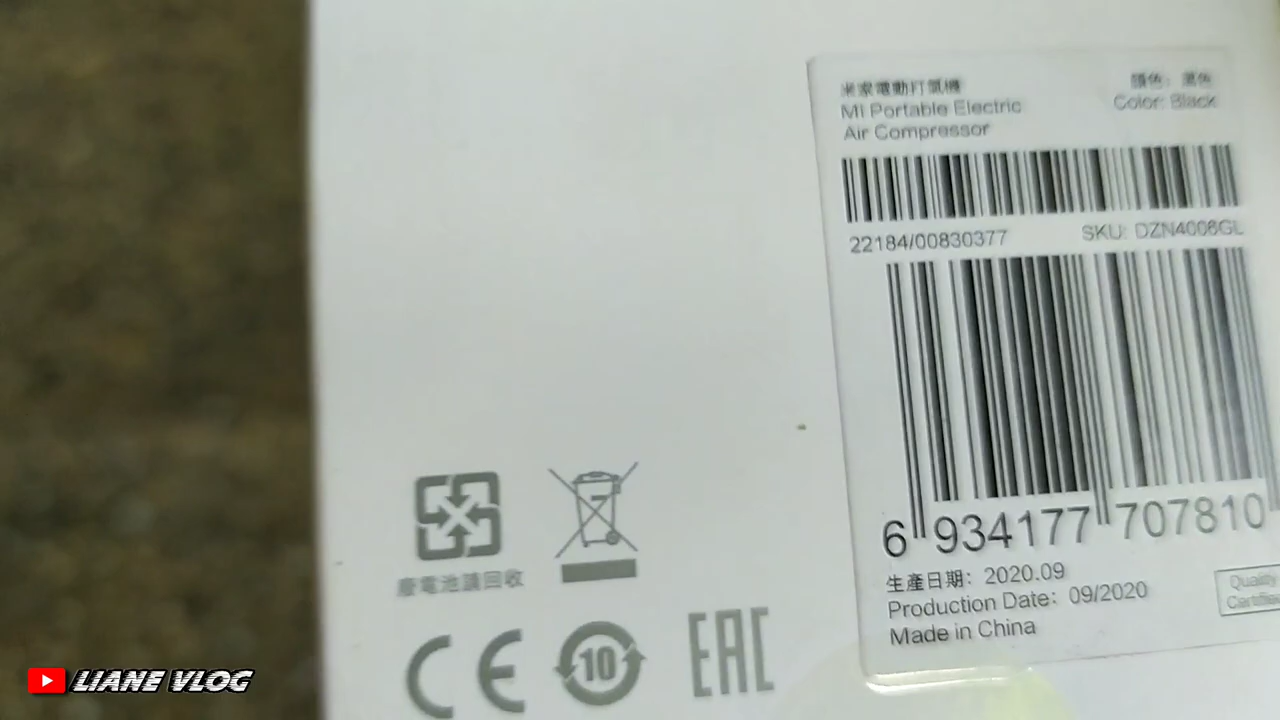 米家電動打氣機
顏色：黑色
Mi Portable Electric
Color: Black
Air Compressor
22184/00830377
SKU: DZN4006GL
6 934177 707810
生產日期：2020.09
Production Date: 09/2020
Made in China
Quality
Certified
廢電池請回收
CE
10
EAC
LIANE VLOG